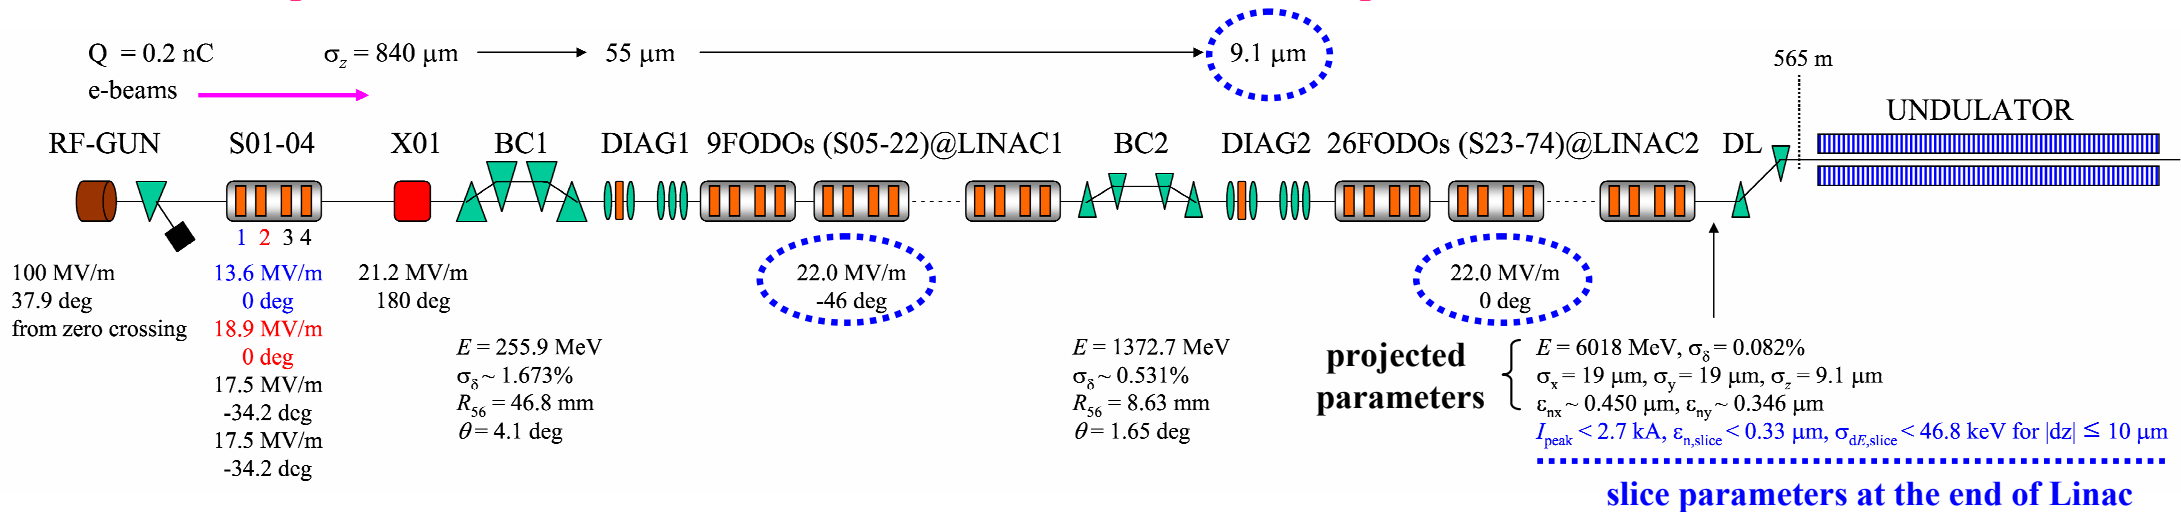 Q = 0.2 nC
σz = 840 μm
55 μm
9.1 μm
e-beams
565 m
UNDULATOR
RF-GUN
S01-04
X01
BC1
DIAG1
9FODOs (S05-22)@LINAC1
BC2
DIAG2
26FODOs (S23-74)@LINAC2
DL
1 2 3 4
100 MV/m
37.9 deg
from zero crossing
13.6 MV/m
0 deg
18.9 MV/m
0 deg
17.5 MV/m
-34.2 deg
17.5 MV/m
-34.2 deg
21.2 MV/m
180 deg
22.0 MV/m
-46 deg
22.0 MV/m
0 deg
E = 255.9 MeV
σδ ~ 1.673%
R56 = 46.8 mm
θ = 4.1 deg
E = 1372.7 MeV
σδ ~ 0.531%
R56 = 8.63 mm
θ = 1.65 deg
projected
parameters
E = 6018 MeV, σδ = 0.082%
σx = 19 μm, σy = 19 μm, σz = 9.1 μm
εnx ~ 0.450 μm, εny ~ 0.346 μm
Ipeak < 2.7 kA, εn,slice < 0.33 μm, σdE,slice < 46.8 keV for |dz| ≦ 10 μm
slice parameters at the end of Linac